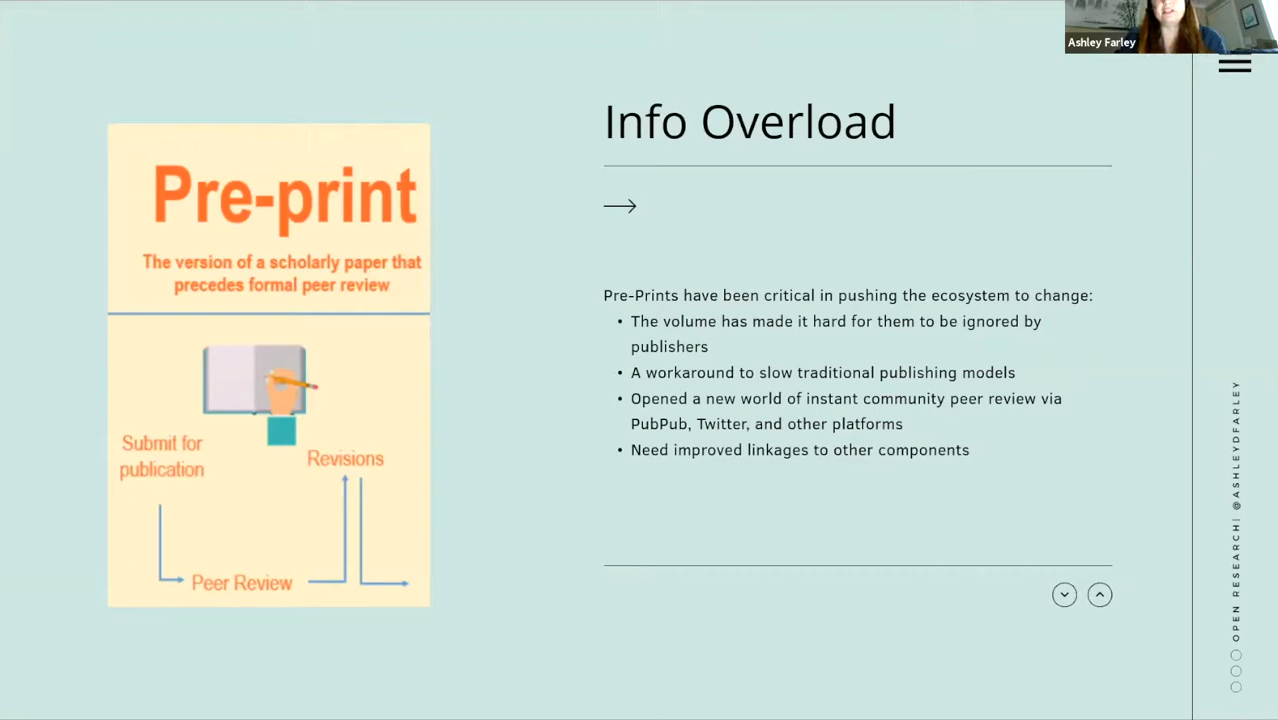 Ashley Farley
Info Overload
Pre-print
The version of a scholarly paper that
precedes formal peer review
Submit for
publication
Revisions
Peer Review
Pre-Prints have been critical in pushing the ecosystem to change:
• The volume has made it hard for them to be ignored by
publishers
• A workaround to slow traditional publishing models
• Opened a new world of instant community peer review via
PubPub, Twitter, and other platforms
• Need improved linkages to other components
OPEN RESEARCH| @ASHLEYDFARLEY